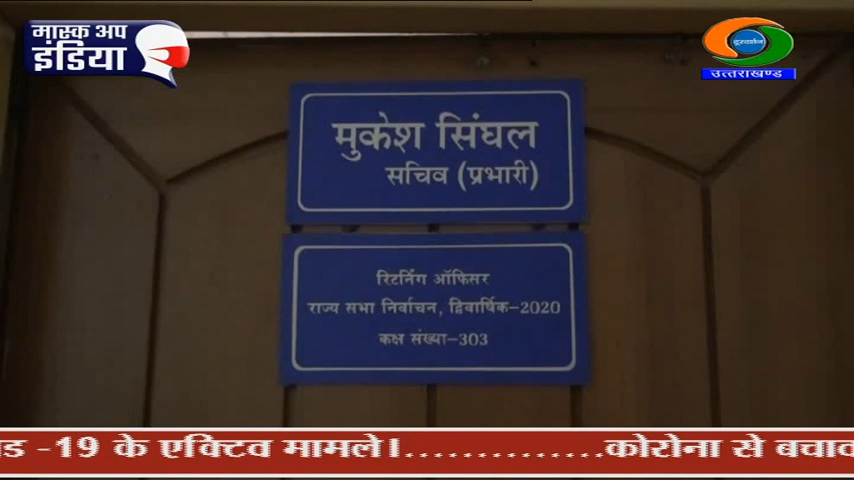 मास्क अप
इंडिया
दूरदर्शन
उत्तराखण्ड
मुकेश सिंघल
सचिव (प्रभारी)
रिटर्निंग ऑफिसर
राज्य सभा निर्वाचन, द्विवार्षिक-2020
कक्ष संख्या-303
ड -19 के एक्टिव मामले।..............कोरोना से बचाव